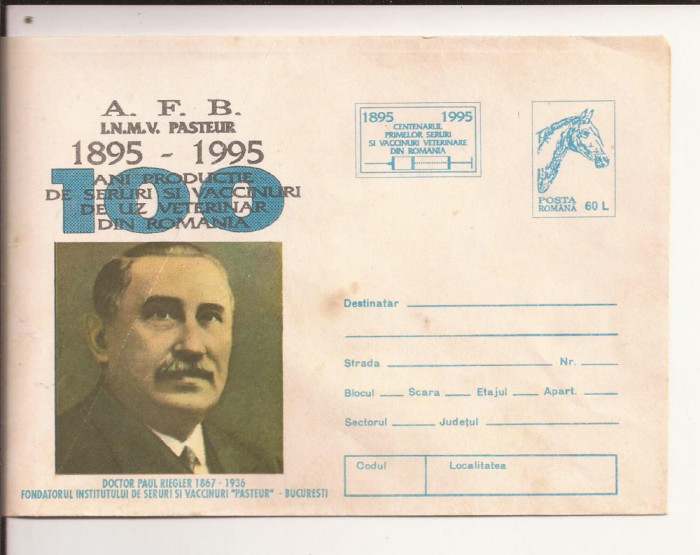 A. F. B.
I.N.M.V. PASTEUR
1895 - 1995
100
ANI PRODUCTIE
DE SERURI SI VACCINURI
DE UZ VETERINAR
DIN ROMANIA
DOCTOR PAUL RIEGLER 1867 - 1936
FONDATORUL INSTITUTULUI DE SERURI SI VACCINURI "PASTEUR" - BUCURESTI
1895 1995
CENTENARUL
PRIMELOR SERURI
SI VACCINURI VETERINARE
DIN ROMANIA
POSTA
ROMÂNĂ 60 L
Destinatar
Strada Nr.
Blocul Scara Etajul Apart.
Sectorul Județul
Codul Localitatea